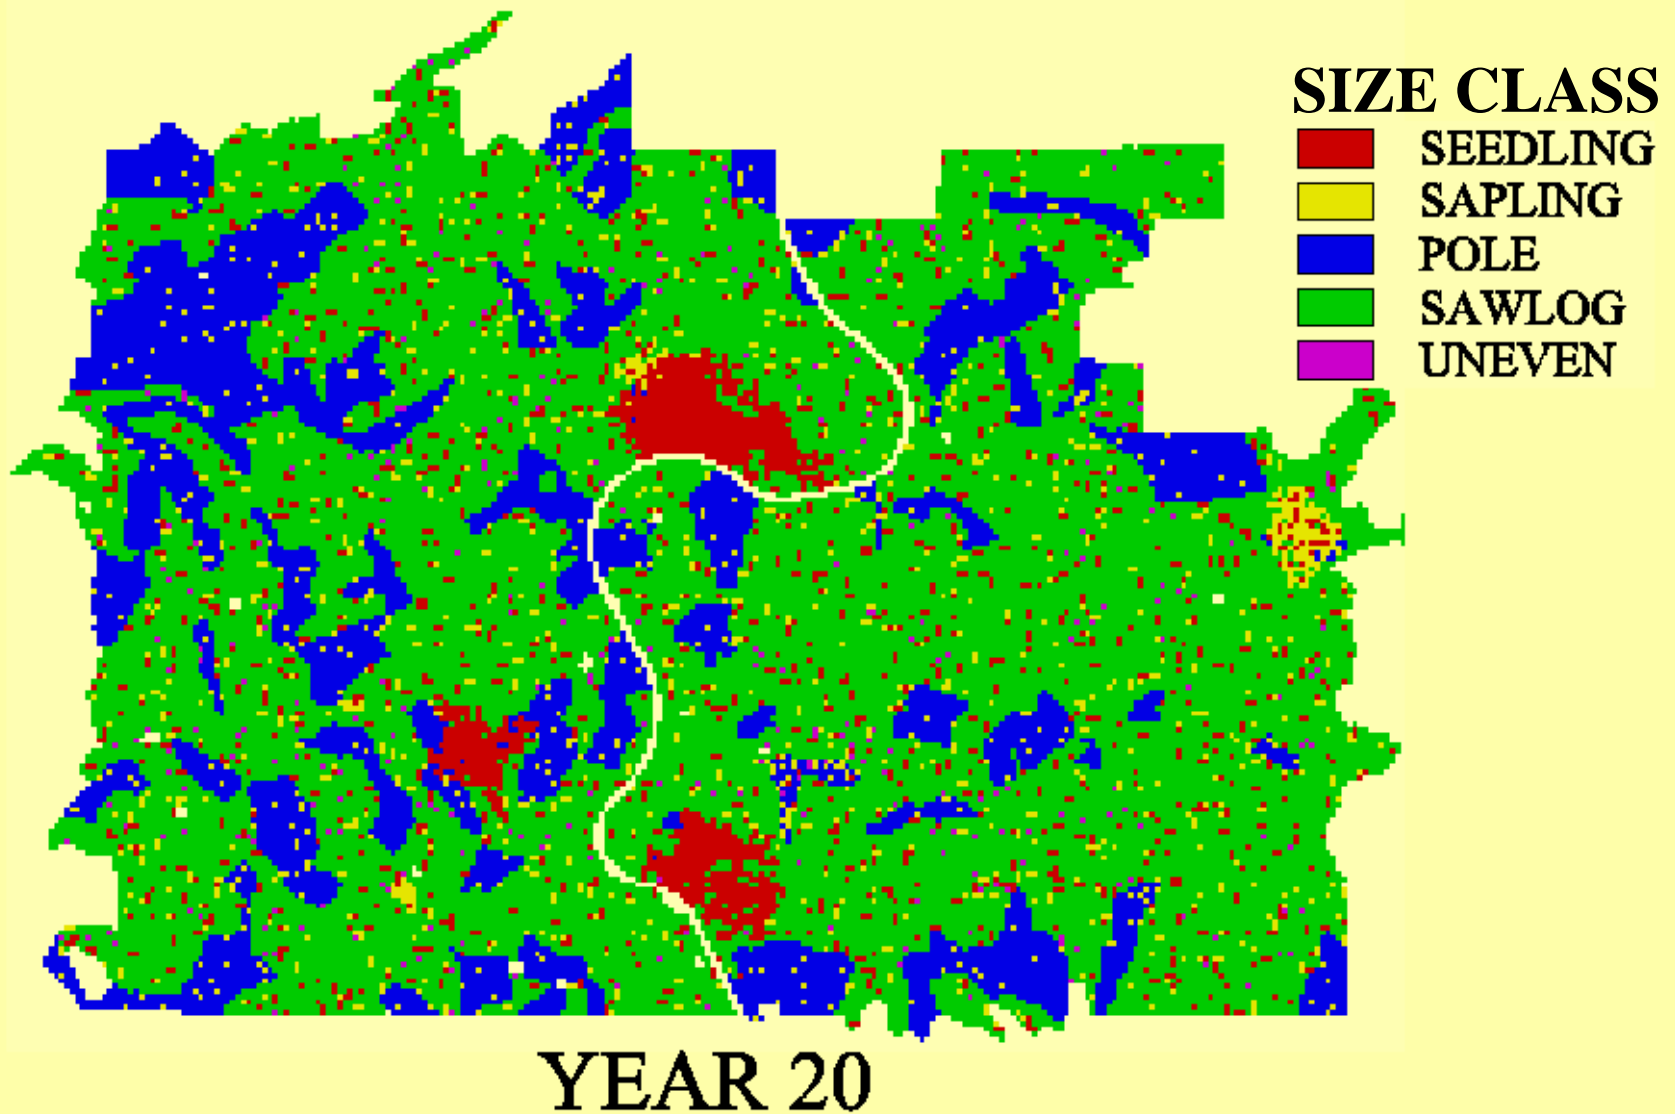 SIZE CLASS
SEEDLING
SAPLING
POLE
SAWLOG
UNEVEN
YEAR 20